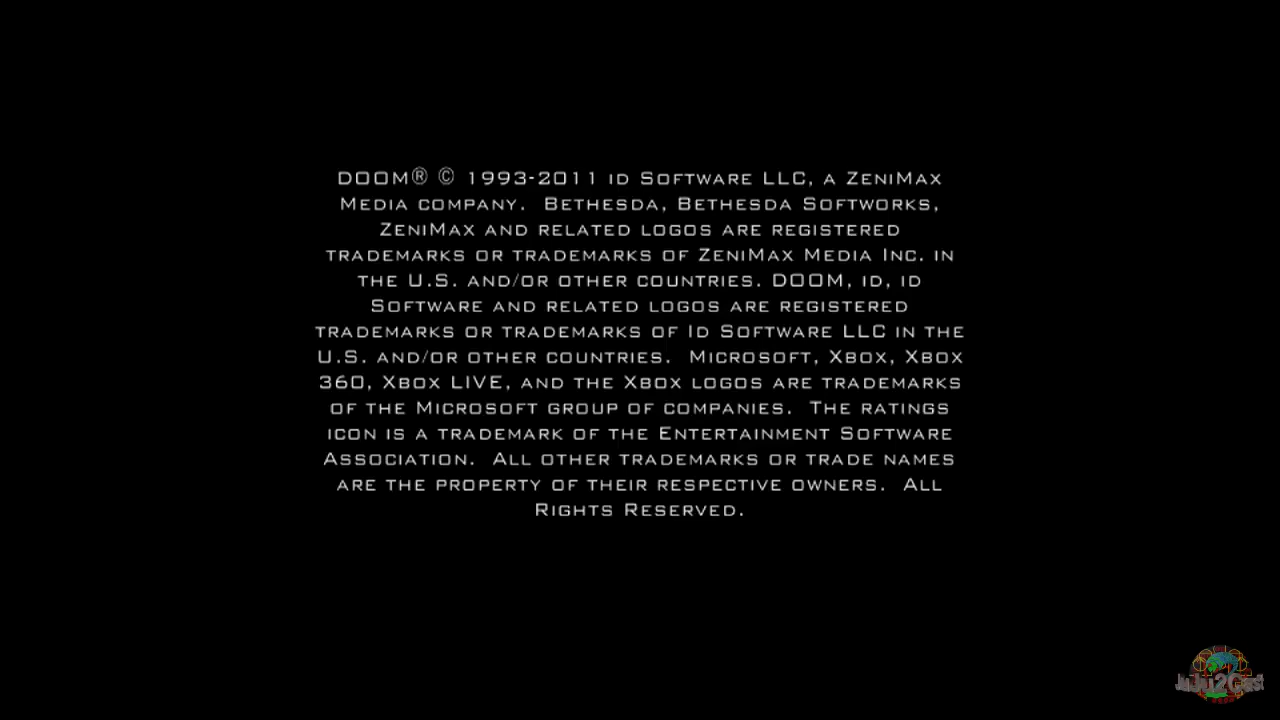 DOOM® © 1993-2011 id Software LLC, a ZeniMax
Media company.  Bethesda, Bethesda Softworks,
ZeniMax and related logos are registered
trademarks or trademarks of ZeniMax Media Inc. in
the U.S. and/or other countries. DOOM, id, id
Software and related logos are registered
trademarks or trademarks of Id Software LLC in the
U.S. and/or other countries.  Microsoft, Xbox, Xbox
360, Xbox LIVE, and the Xbox logos are trademarks
of the Microsoft group of companies.  The ratings
icon is a trademark of the Entertainment Software
Association.  All other trademarks or trade names
are the property of their respective owners.  All
Rights Reserved.